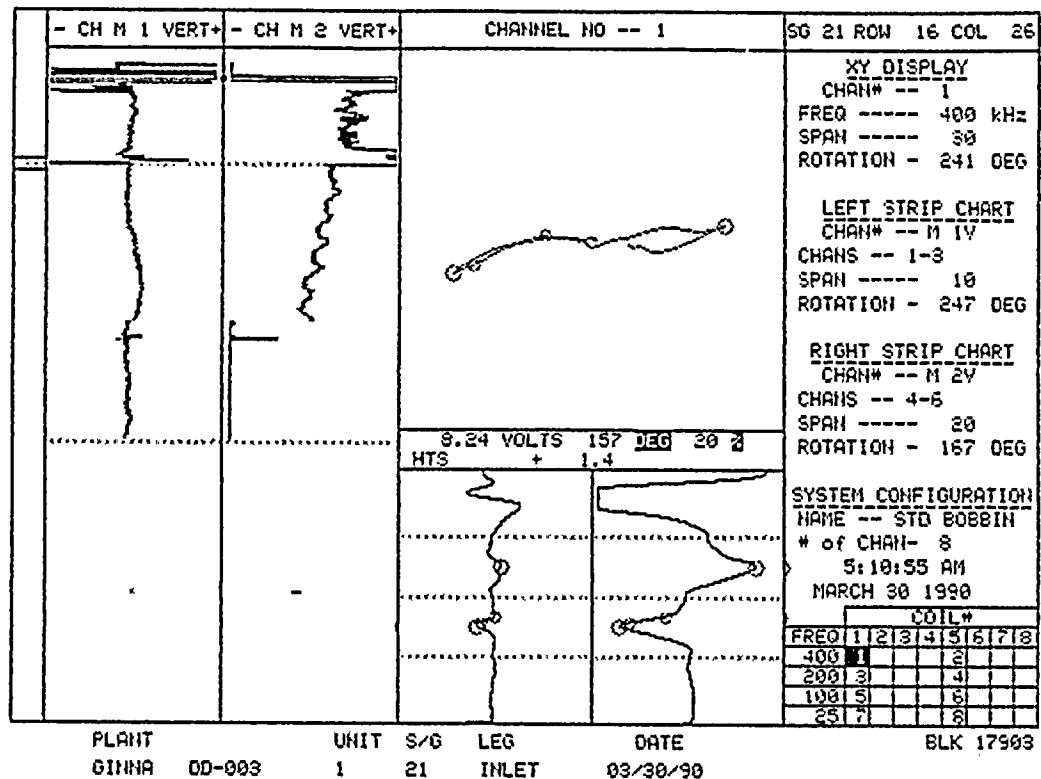 - CH M 1 VERT+
- CH M 2 VERT+
CHANNEL NO -- 1
SG 21 ROW 16 COL 26
XY DISPLAY
CHAN# -- 1
FREQ ----- 400 kHz
SPAN ----- 30
ROTATION - 241 DEG
LEFT STRIP CHART
CHAN# -- M 1V
CHANS -- 1-3
SPAN ----- 10
ROTATION - 247 DEG
RIGHT STRIP CHART
CHAN# -- M 2V
CHANS -- 4-6
SPAN ----- 20
ROTATION - 167 DEG
8.24 VOLTS 157 DEG 20 %
HTS + 1.4
SYSTEM CONFIGURATION
NAME -- STD BOBBIN
# of CHAN- 8
5:10:55 AM
MARCH 30 1990
COIL#
FREQ 1 2 3 4 5 6 7 8
400 1 2
200 3 4
100 5 6
25 7 8
PLANT UNIT S/G LEG DATE BLK 17903
GINNA DD-003 1 21 INLET 03/30/90